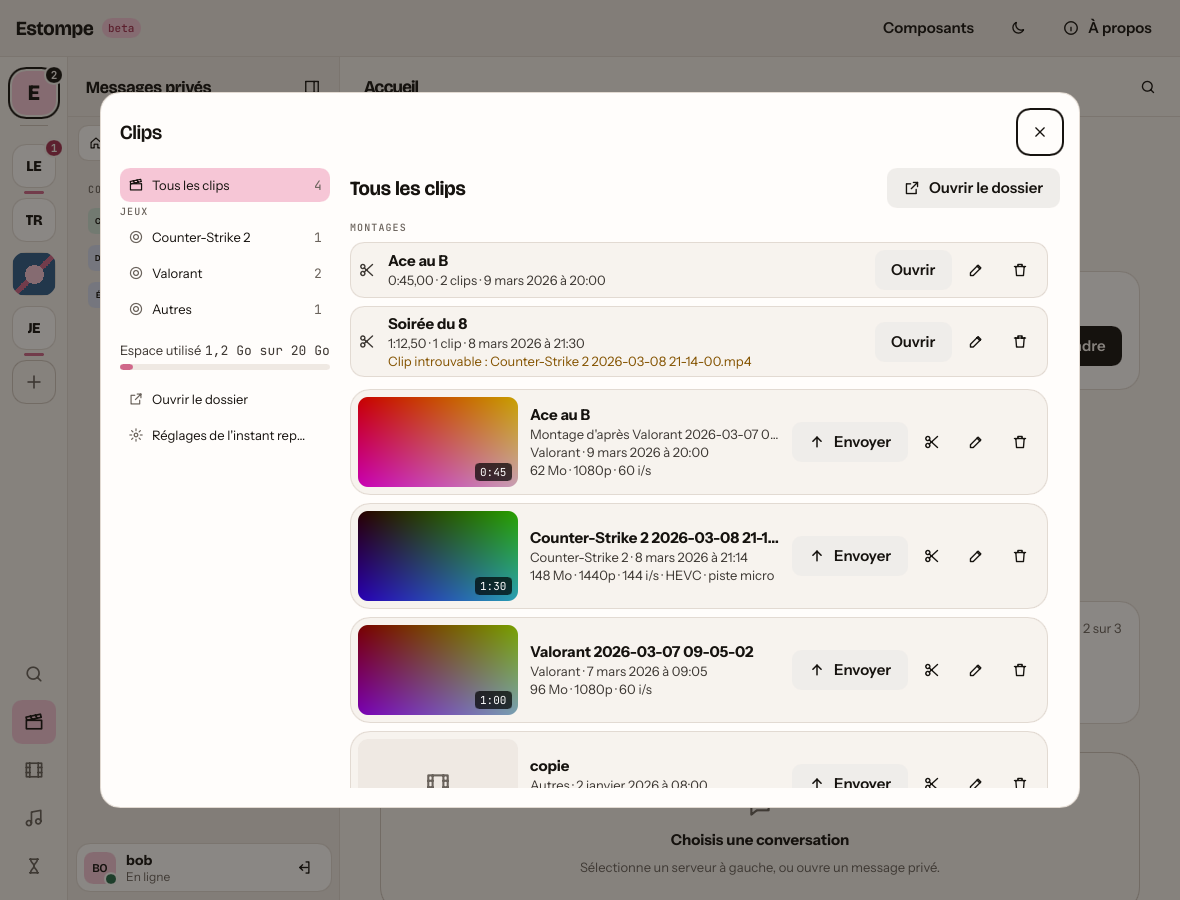 Estompe beta
Composants
À propos
E
2
Messages privés
Accueil
LE
1
TR
JE
Clips
Tous les clips 4
JEUX
Counter-Strike 2 1
Valorant 2
Autres 1
Espace utilisé 1,2 Go sur 20 Go
Ouvrir le dossier
Réglages de l'instant rep...
Tous les clips
Ouvrir le dossier
MONTAGES
Ace au B
0:45,00 · 2 clips · 9 mars 2026 à 20:00
Ouvrir
Soirée du 8
1:12,50 · 1 clip · 8 mars 2026 à 21:30
Clip introuvable : Counter-Strike 2 2026-03-08 21-14-00.mp4
Ouvrir
0:45
Ace au B
Montage d'après Valorant 2026-03-07 0...
Valorant · 9 mars 2026 à 20:00
62 Mo · 1080p · 60 i/s
Envoyer
1:30
Counter-Strike 2 2026-03-08 21-1...
Counter-Strike 2 · 8 mars 2026 à 21:14
148 Mo · 1440p · 144 i/s · HEVC · piste micro
Envoyer
1:00
Valorant 2026-03-07 09-05-02
Valorant · 7 mars 2026 à 09:05
96 Mo · 1080p · 60 i/s
Envoyer
copie
Autres · 2 janvier 2026 à 08:00
Envoyer
ndre
2 sur 3
Choisis une conversation
Sélectionne un serveur à gauche, ou ouvre un message privé.
BO
bob
En ligne